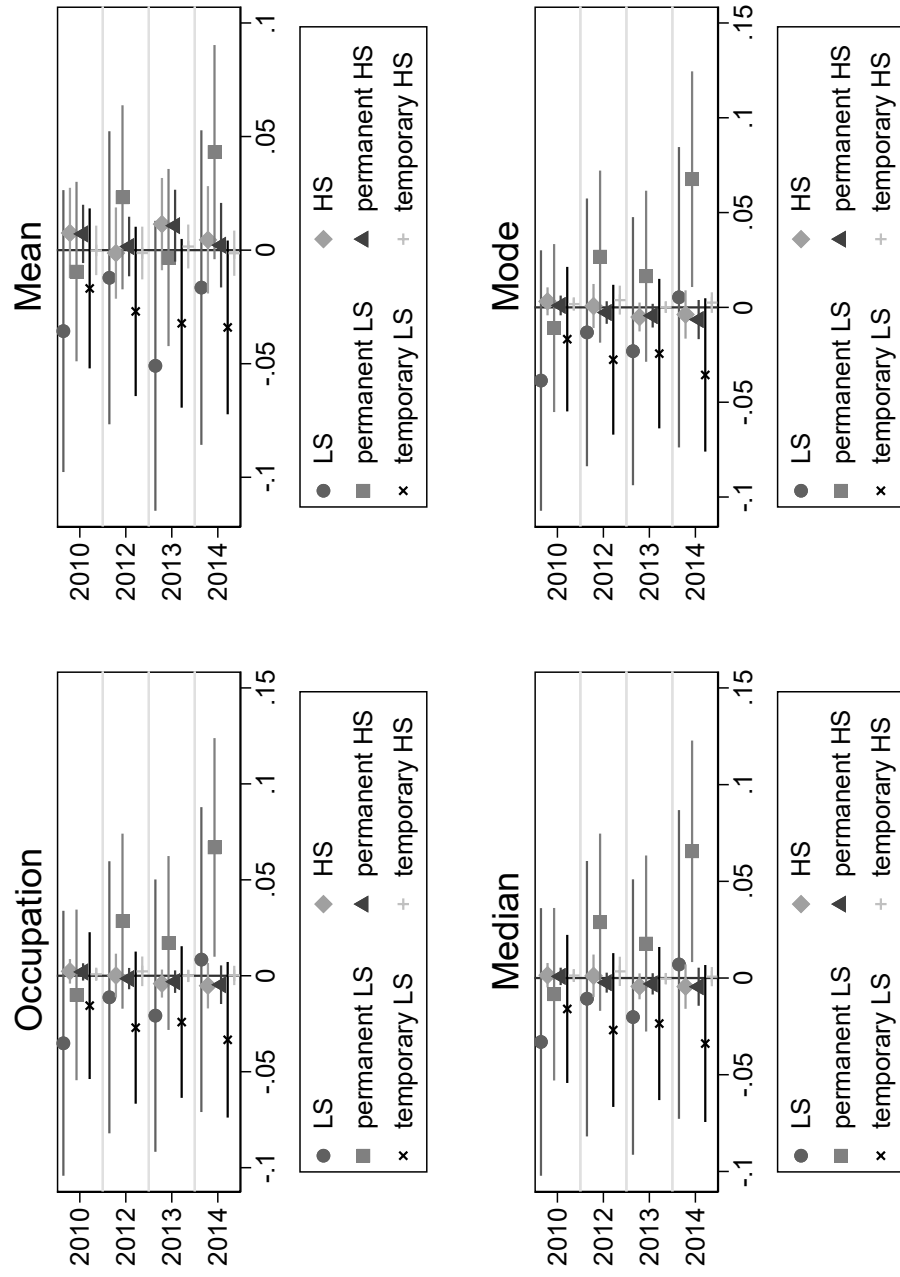 Occupation
2010
2012
2013
2014
-.1 -.05 0 .05 .1 .15
LS HS
permanent LS permanent HS
temporary LS temporary HS
Mean
2010
2012
2013
2014
-.1 -.05 0 .05 .1
LS HS
permanent LS permanent HS
temporary LS temporary HS
Median
2010
2012
2013
2014
-.1 -.05 0 .05 .1 .15
LS HS
permanent LS permanent HS
temporary LS temporary HS
Mode
2010
2012
2013
2014
-.1 -.05 0 .05 .1 .15
LS HS
permanent LS permanent HS
temporary LS temporary HS